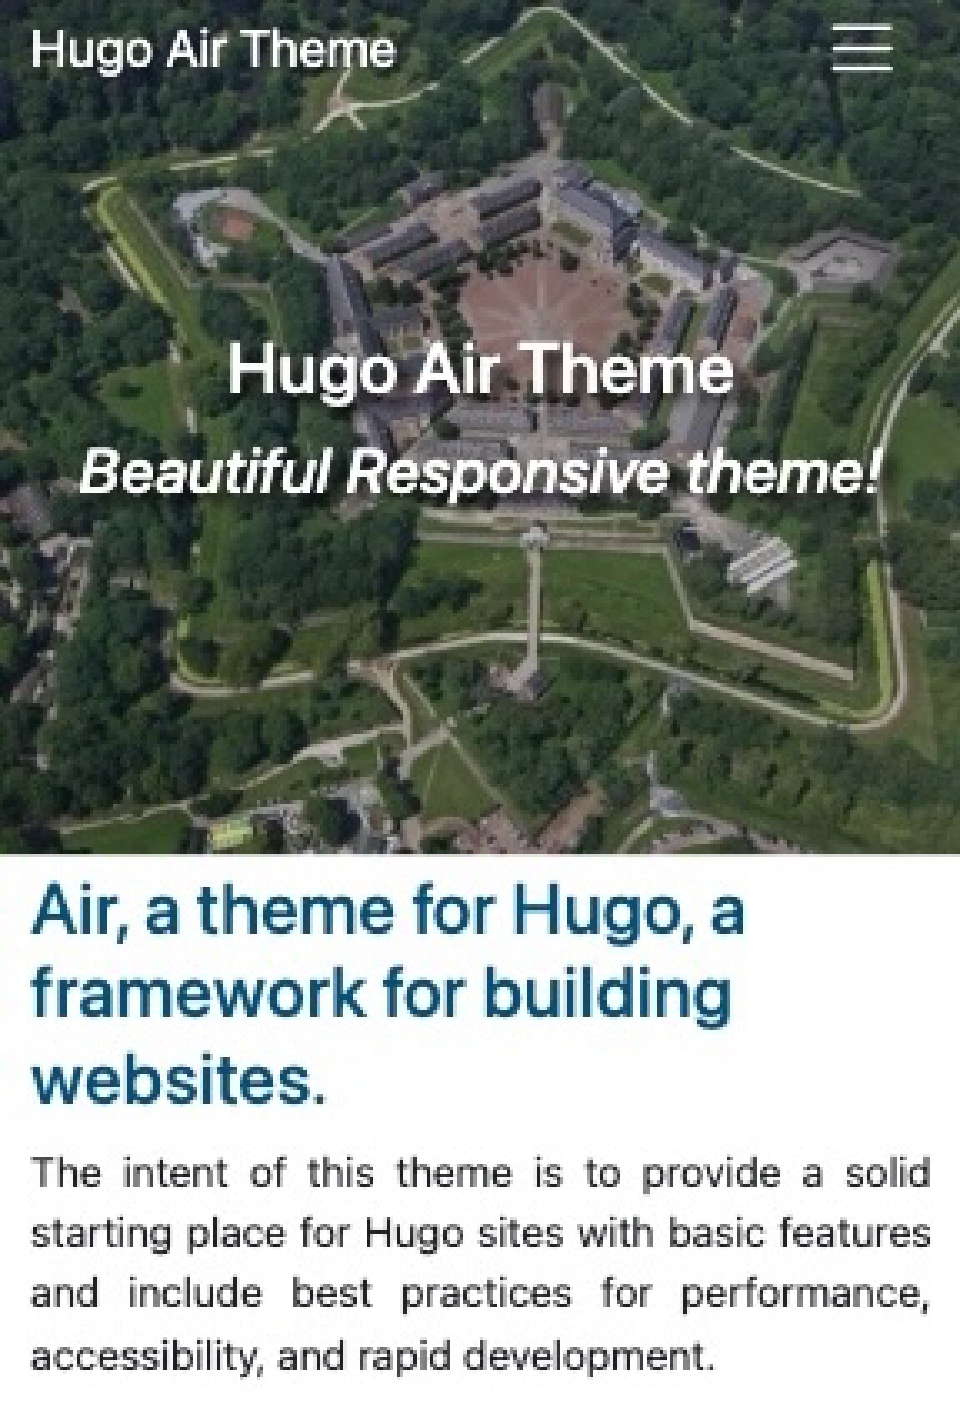 Hugo Air Theme
Hugo Air Theme
Beautiful Responsive theme!
Air, a theme for Hugo, a
framework for building
websites.
The intent of this theme is to provide a solid
starting place for Hugo sites with basic features
and include best practices for performance,
accessibility, and rapid development.